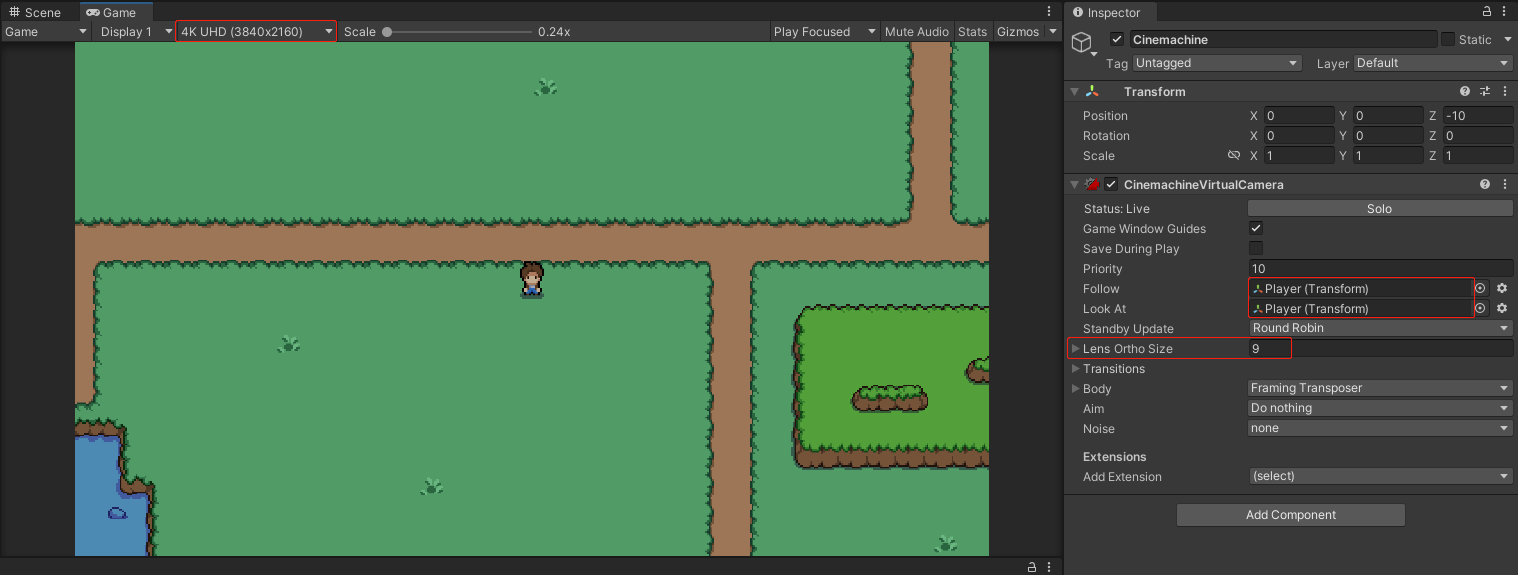 Scene Game
Game Display 1 4K UHD (3840x2160) Scale 0.24x Play Focused Mute Audio Stats Gizmos
Inspector
Cinemachine Static
Tag Untagged Layer Default
Transform
Position X 0 Y 0 Z -10
Rotation X 0 Y 0 Z 0
Scale X 1 Y 1 Z 1
CinemachineVirtualCamera
Status: Live Solo
Game Window Guides
Save During Play
Priority 10
Follow Player (Transform)
Look At Player (Transform)
Standby Update Round Robin
Lens Ortho Size 9
Transitions
Body Framing Transposer
Aim Do nothing
Noise none
Extensions
Add Extension (select)
Add Component